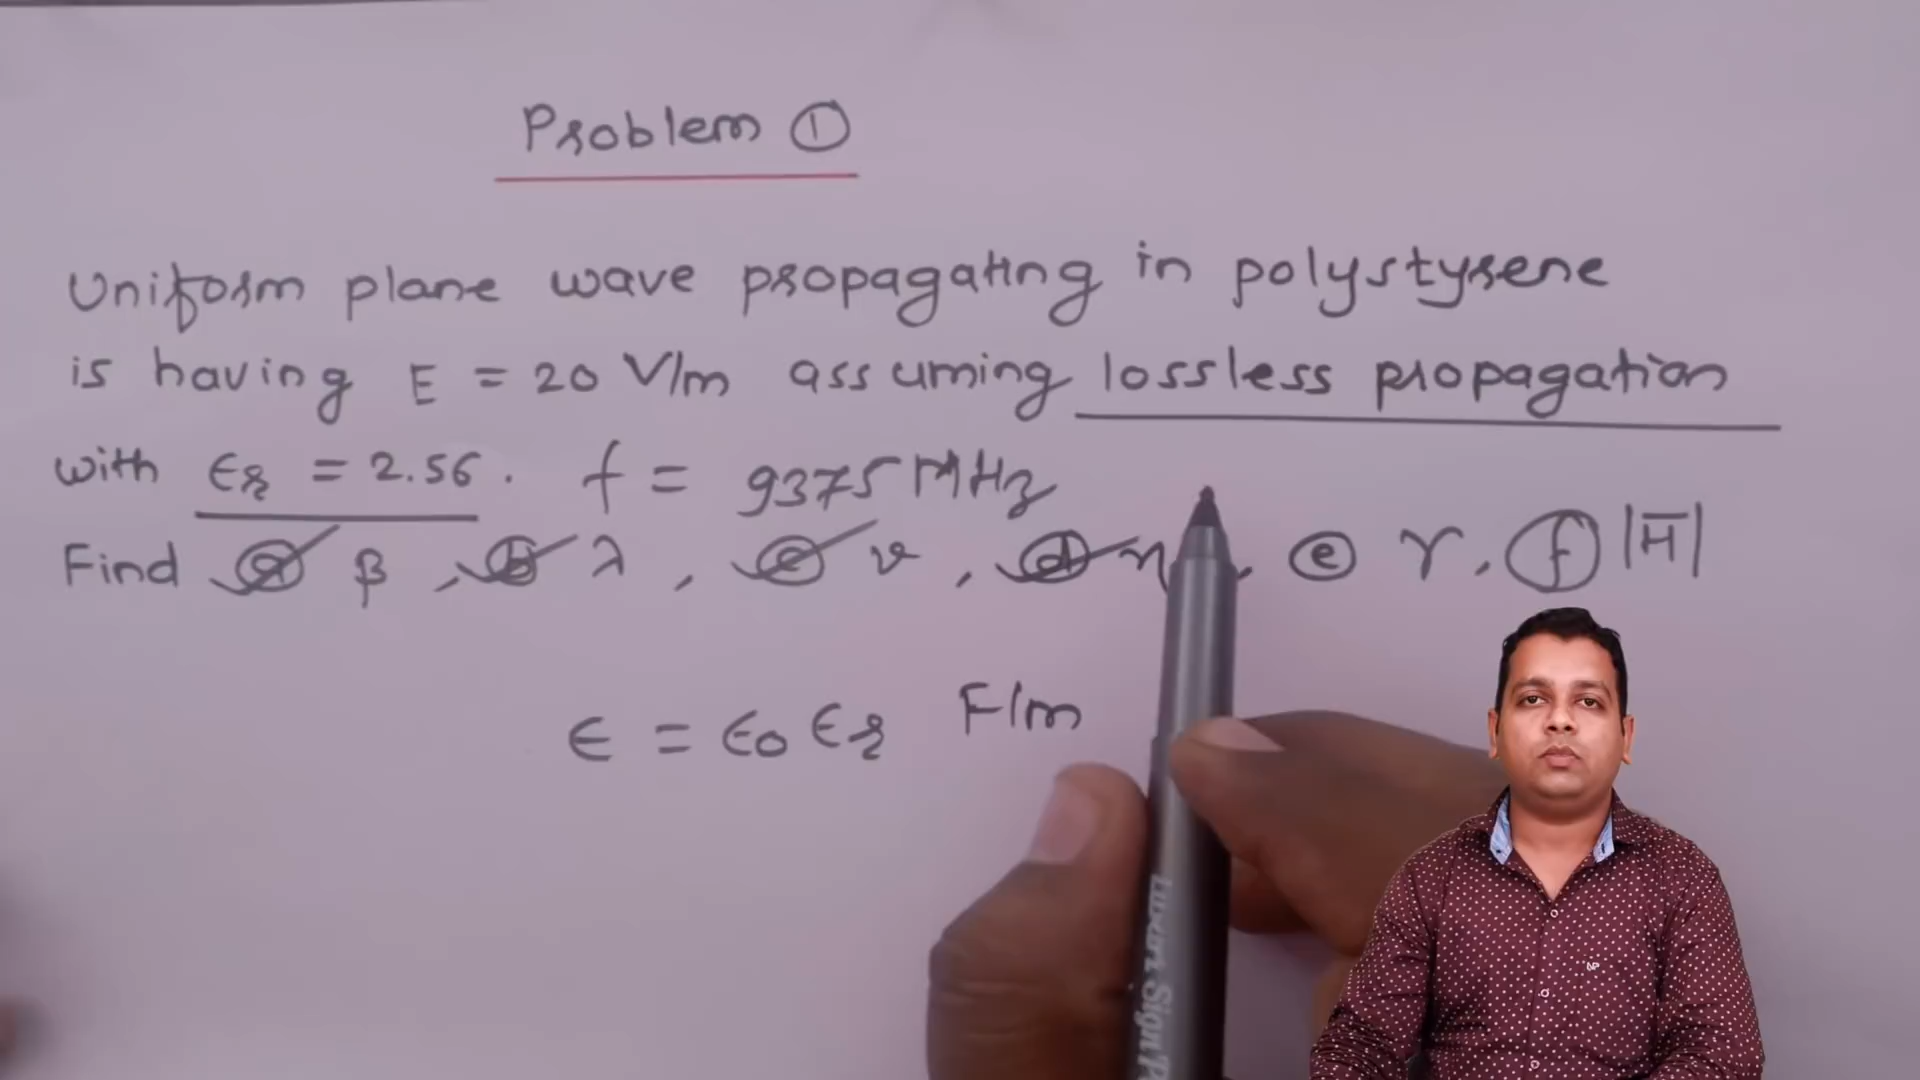 Problem ①
Uniform plane wave propagating in polystyrene
is having E = 20 V/m assuming lossless propagation
with ϵr = 2.56. f = 9375 MHz
Find ⓐ β, ⓑ λ, ⓒ v, ⓓ η, ⓔ γ, ⓕ |H̅|
ϵ = ϵ0 ϵr F/m
NP